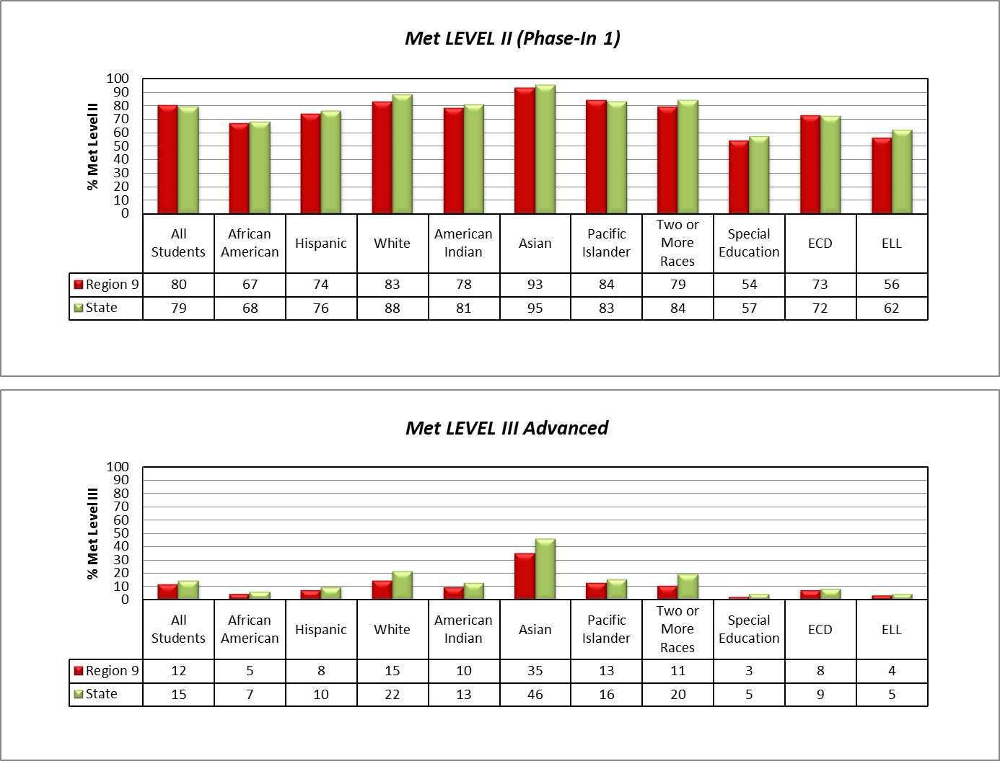 Met LEVEL II (Phase-In 1)
% Met Level II
100
90
80
70
60
50
40
30
20
10
0
All Students
African American
Hispanic
White
American Indian
Asian
Pacific Islander
Two or More Races
Special Education
ECD
ELL
Region 9 80 67 74 83 78 93 84 79 54 73 56
State 79 68 76 88 81 95 83 84 57 72 62
Met LEVEL III Advanced
% Met Level III
100
90
80
70
60
50
40
30
20
10
0
All Students
African American
Hispanic
White
American Indian
Asian
Pacific Islander
Two or More Races
Special Education
ECD
ELL
Region 9 12 5 8 15 10 35 13 11 3 8 4
State 15 7 10 22 13 46 16 20 5 9 5